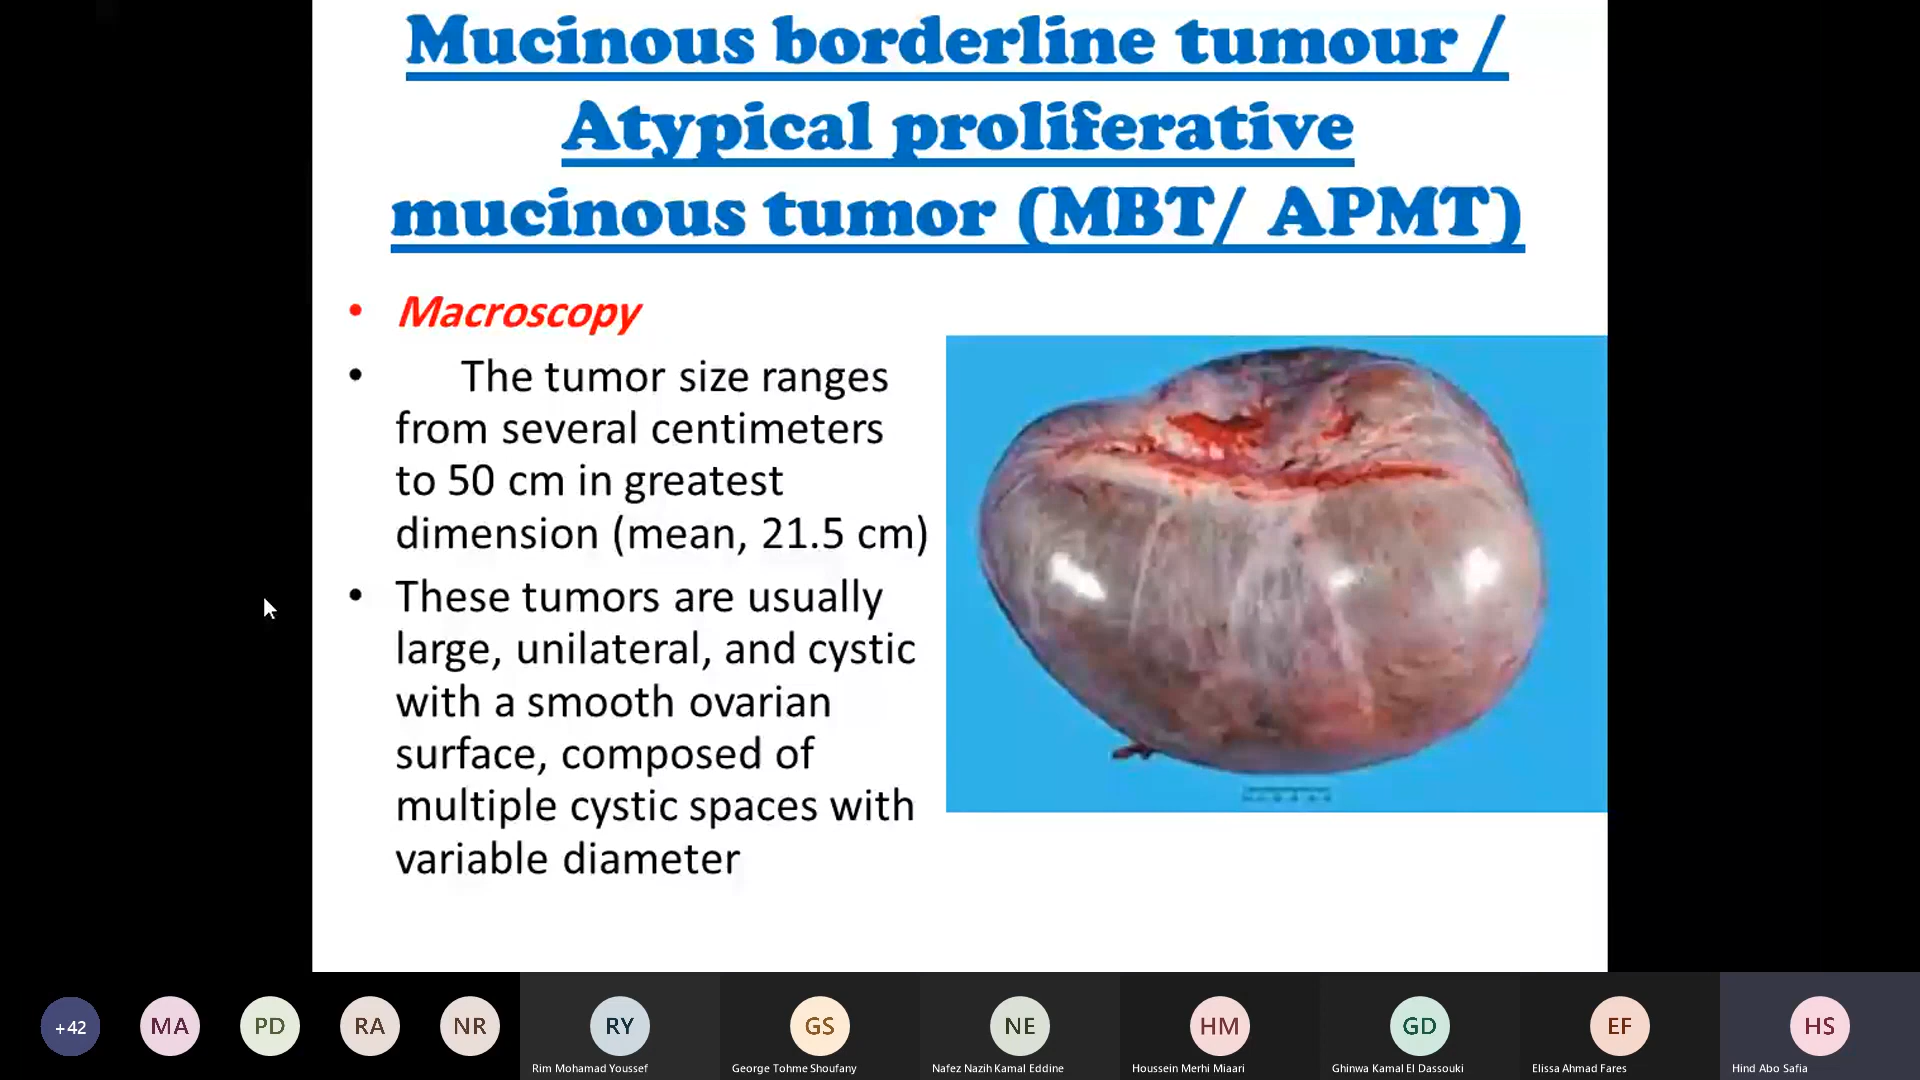 Mucinous borderline tumour /
Atypical proliferative
mucinous tumor (MBT/ APMT)
• Macroscopy
• The tumor size ranges
from several centimeters
to 50 cm in greatest
dimension (mean, 21.5 cm)
• These tumors are usually
large, unilateral, and cystic
with a smooth ovarian
surface, composed of
multiple cystic spaces with
variable diameter
+42
MA
PD
RA
NR
RY
GS
NE
HM
GD
EF
HS
Rim Mohamad Youssef
George Tohme Shoufany
Nafez Nazih Kamal Eddine
Houssein Merhi Miaari
Ghinwa Kamal El Dassouki
Elissa Ahmad Fares
Hind Abo Safia